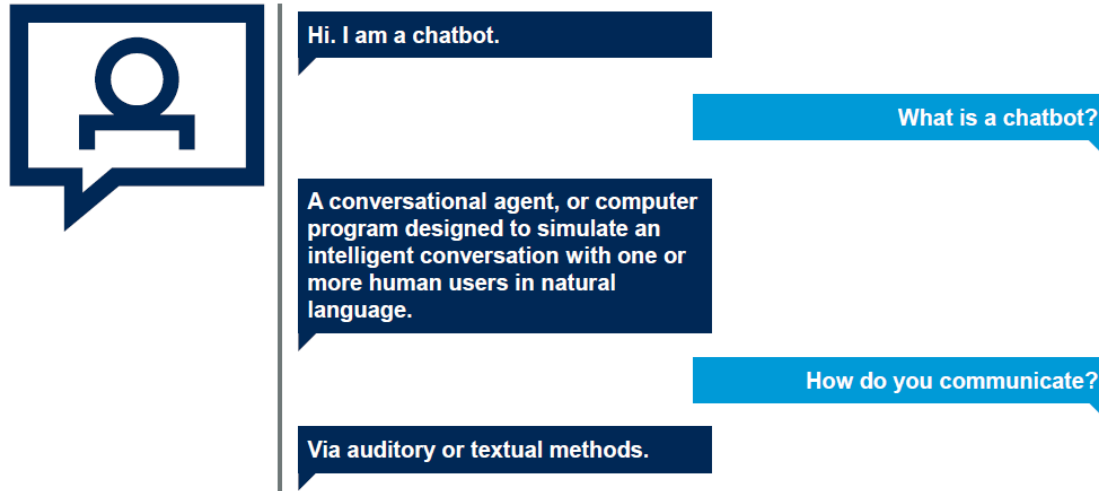 Hi. I am a chatbot.
What is a chatbot?
A conversational agent, or computer
program designed to simulate an
intelligent conversation with one or
more human users in natural
language.
How do you communicate?
Via auditory or textual methods.